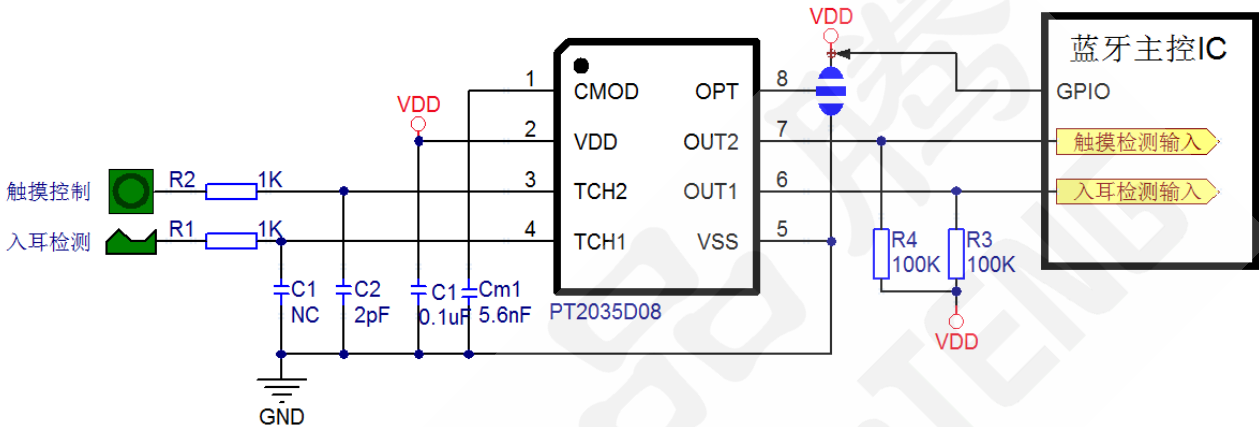 VDD
蓝牙主控IC
1
CMOD
OPT
8
GPIO
VDD
2
VDD
OUT2
7
触摸检测输入
触摸控制
R2
1K
3
TCH2
OUT1
6
入耳检测输入
入耳检测
R1
1K
4
TCH1
VSS
5
R4
100K
R3
100K
C1
NC
C2
2pF
C1
0.1uF
Cm1
5.6nF
PT2035D08
VDD
GND